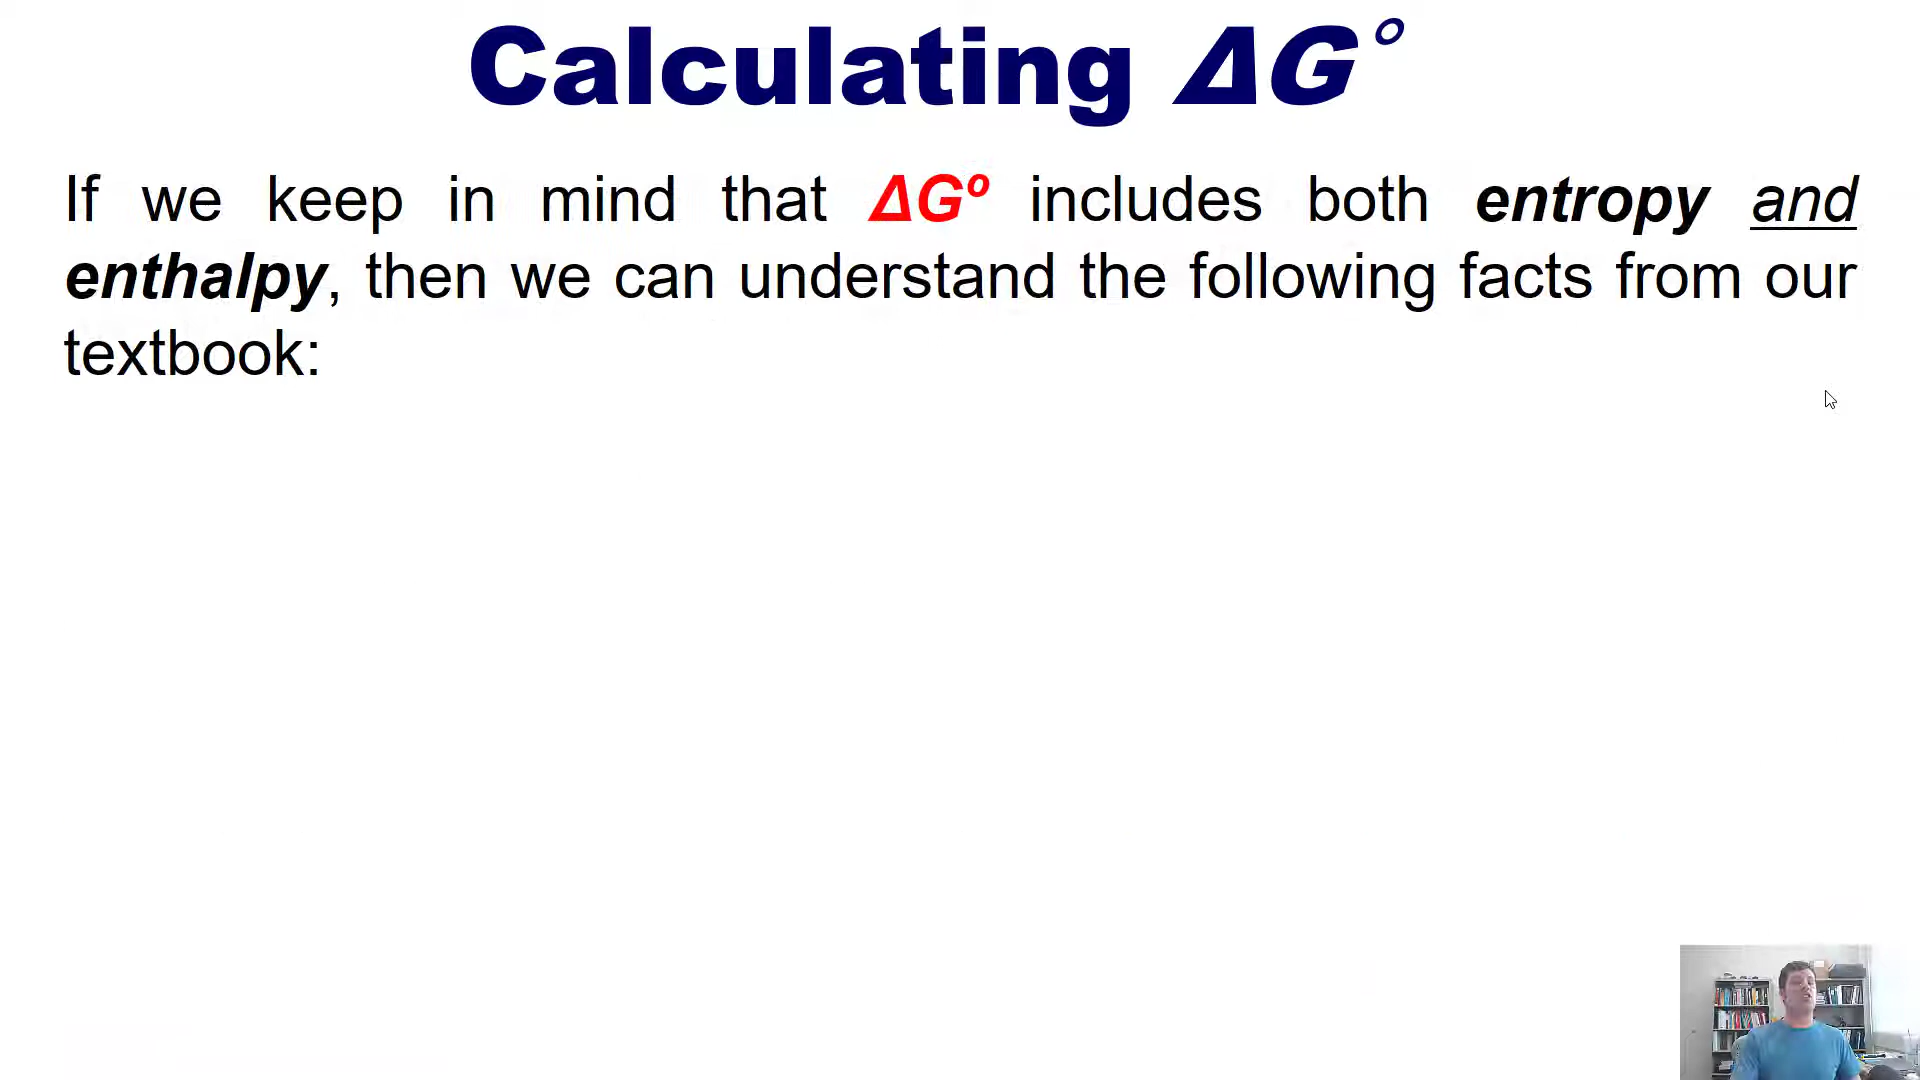 Calculating ΔG°
If we keep in mind that ΔGº includes both entropy and
enthalpy, then we can understand the following facts from our
textbook: